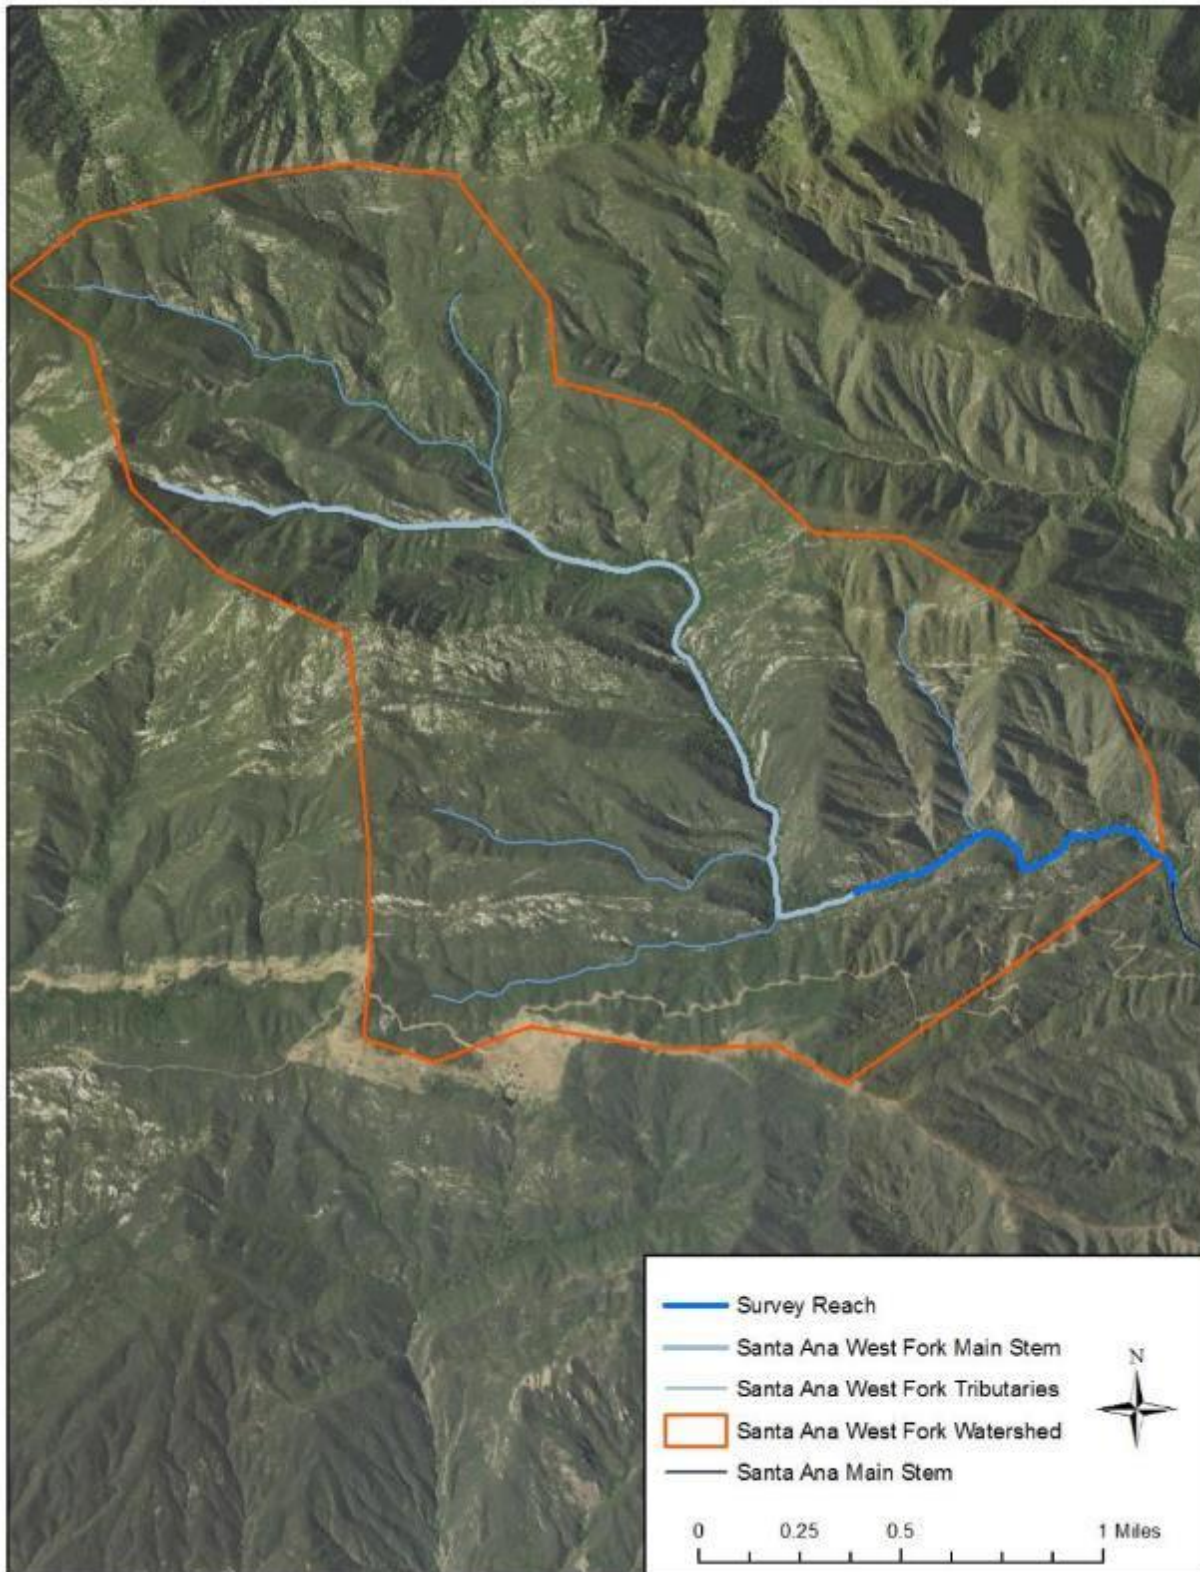 Survey Reach
Santa Ana West Fork Main Stem
Santa Ana West Fork Tributaries
Santa Ana West Fork Watershed
Santa Ana Main Stem
N
0 0.25 0.5 1 Miles